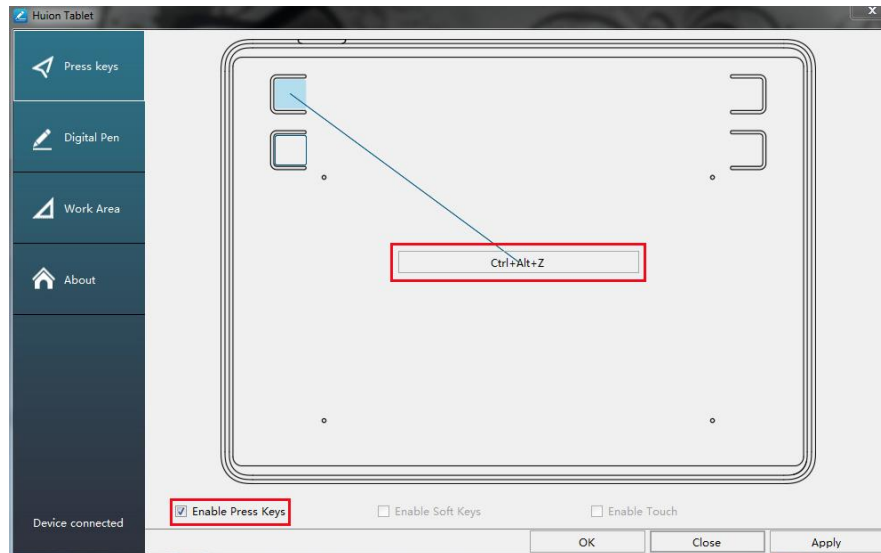 Huion Tablet
x
Press keys
Digital Pen
Work Area
About
Ctrl+Alt+Z
Enable Press Keys
Enable Soft Keys
Enable Touch
Device connected
OK
Close
Apply